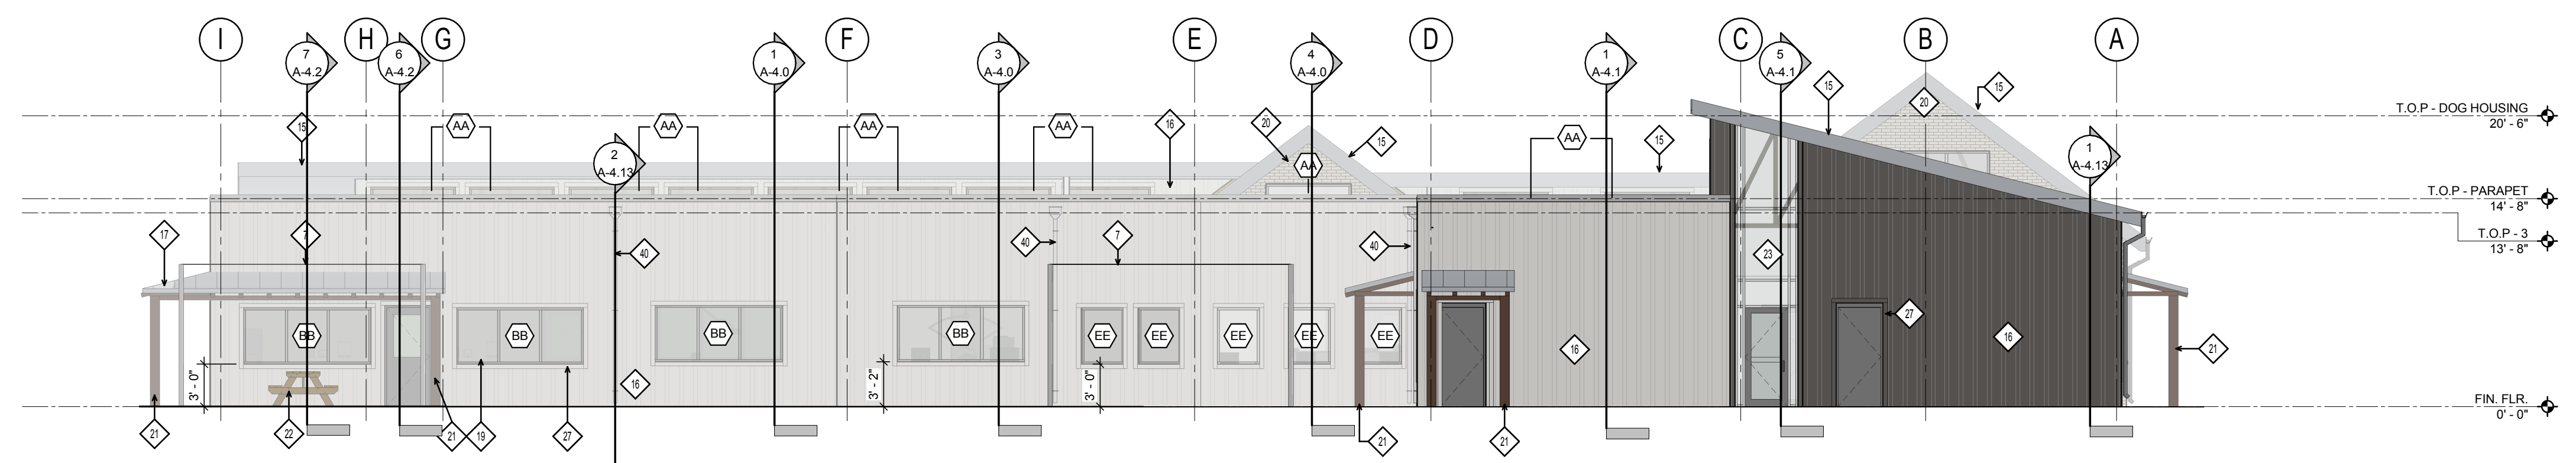 I
H
G
F
E
D
C
B
A
7
A-4.2
6
A-4.2
1
A-4.0
3
A-4.0
4
A-4.0
1
A-4.1
5
A-4.1
15
20
15
T.O.P - DOG HOUSING
20' - 6"
15
AA
AA
AA
AA
16
20
15
AA
15
2
A-4.13
AA
1
A-4.13
T.O.P - PARAPET
14' - 8"
17
7
40
40
7
40
23
T.O.P - 3
13' - 8"
BB
BB
BB
BB
EE
EE
EE
EE
EE
16
27
16
21
3' - 0"
16
3' - 2"
3' - 0"
FIN. FLR.
0' - 0"
21
22
21
19
27
21
21